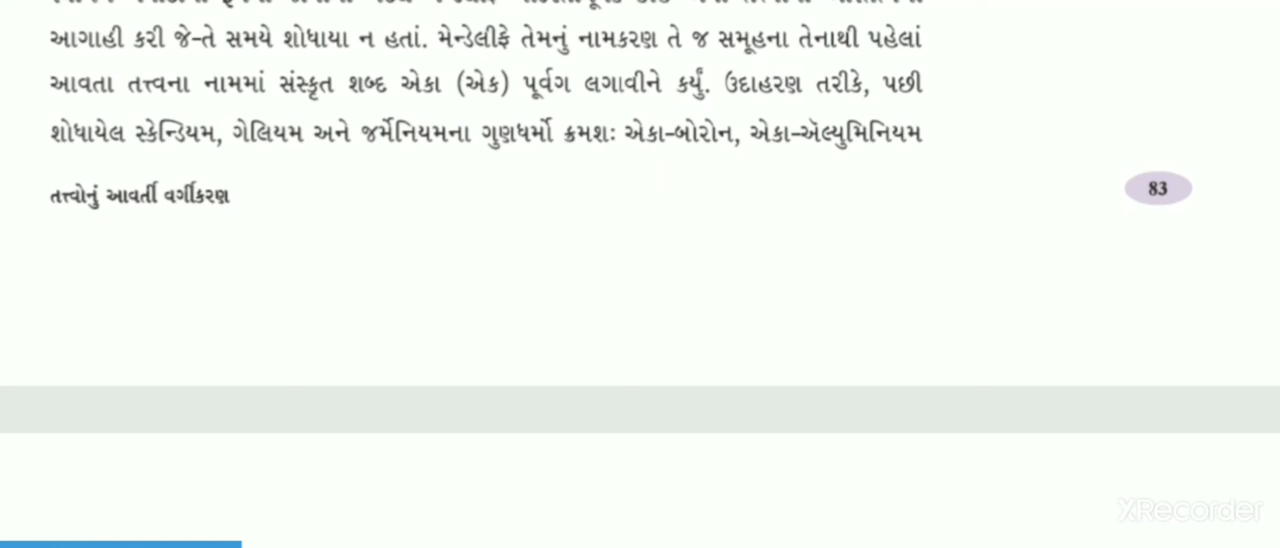 આગાહી કરી જે-તે સમયે શોધાયા ન હતાં. મેન્ડેલીફે તેમનું નામકરણ તે જ સમૂહના તેનાથી પહેલાં
આવતા તત્ત્વના નામમાં સંસ્કૃત શબ્દ એકા (એક) પૂર્વગ લગાવીને કર્યું. ઉદાહરણ તરીકે, પછી
શોધાયેલ સ્કેન્ડિયમ, ગેલિયમ અને જર્મેનિયમના ગુણધર્મો ક્રમશઃ એકા-બોરોન, એકા-ઍલ્યુમિનિયમ
તત્ત્વોનું આવર્તી વર્ગીકરણ
83
XRecorder